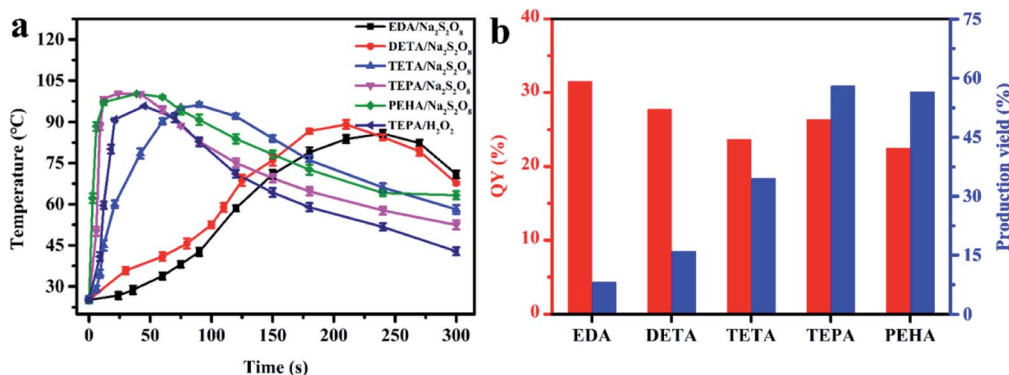 a
EDA/Na₂S₂O₈
DETA/Na₂S₂O₈
TETA/Na₂S₂O₈
TEPA/Na₂S₂O₈
PEHA/Na₂S₂O₈
TEPA/H₂O₂
Temperature (°C)
120
105
90
75
60
45
30
0
50
100
150
200
250
300
Time (s)
b
QY (%)
40
30
20
10
0
EDA
DETA
TETA
TEPA
PEHA
75
60
45
30
15
0
Production yield (%)